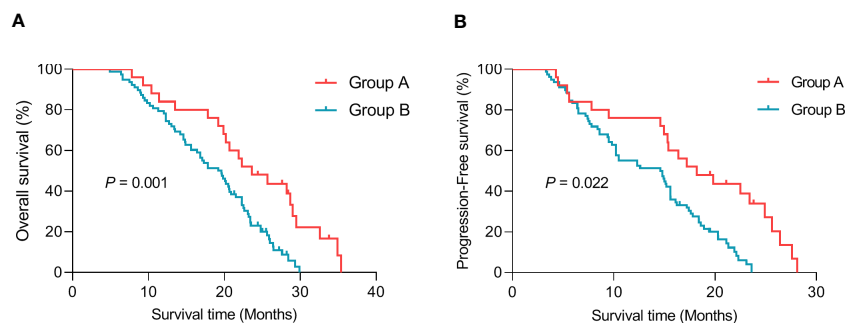 A
B
100
80
60
40
20
0
Overall survival (%)
Group A
Group B
P = 0.001
0 10 20 30 40
Survival time (Months)
100
80
60
40
20
0
Progression-Free survival (%)
Group A
Group B
P = 0.022
0 10 20 30
Survival time (Months)